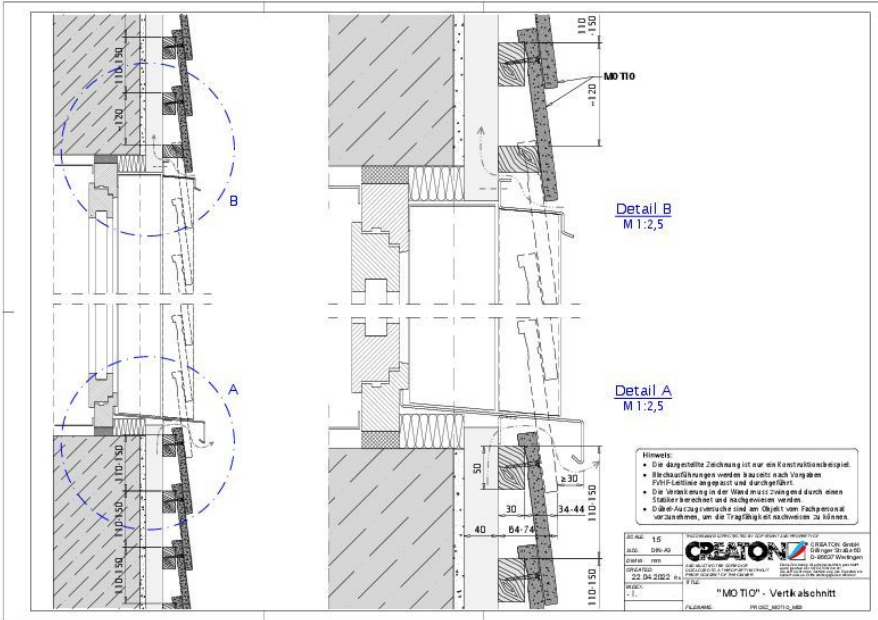 110-150
~120
B
A
110-150
110-150
110-150
110
-150
~120
MOTIO
Detail B
M 1:2,5
Detail A
M 1:2,5
50
≥30
30
34-44
40
64-74
110-150
110-150
Hinweis:
• Die dargestellte Zeichnung ist nur ein Konstruktionsbeispiel.
• Blechausführungen werden bauseits nach Vorgaben
FVHF-Leitlinie angepasst und durchgeführt.
• Die Verankerung in der Wand muss zwingend durch einen
Statiker berechnet und nachgewiesen werden.
• Dübel-Auszugsversuche sind am Objekt vom Fachpersonal
vorzunehmen, um die Tragfähigkeit nachweisen zu können.
SCALE 1:5
SIZE: DIN-A3
mm
CREATED
22.04.2022
INDEX:
- 1.
CREATON
CREATON GmbH
Dillinger Straße 60
D-86637 Wertingen
TITLE:
"MOTIO" - Vertikalschnitt
FILENAME: